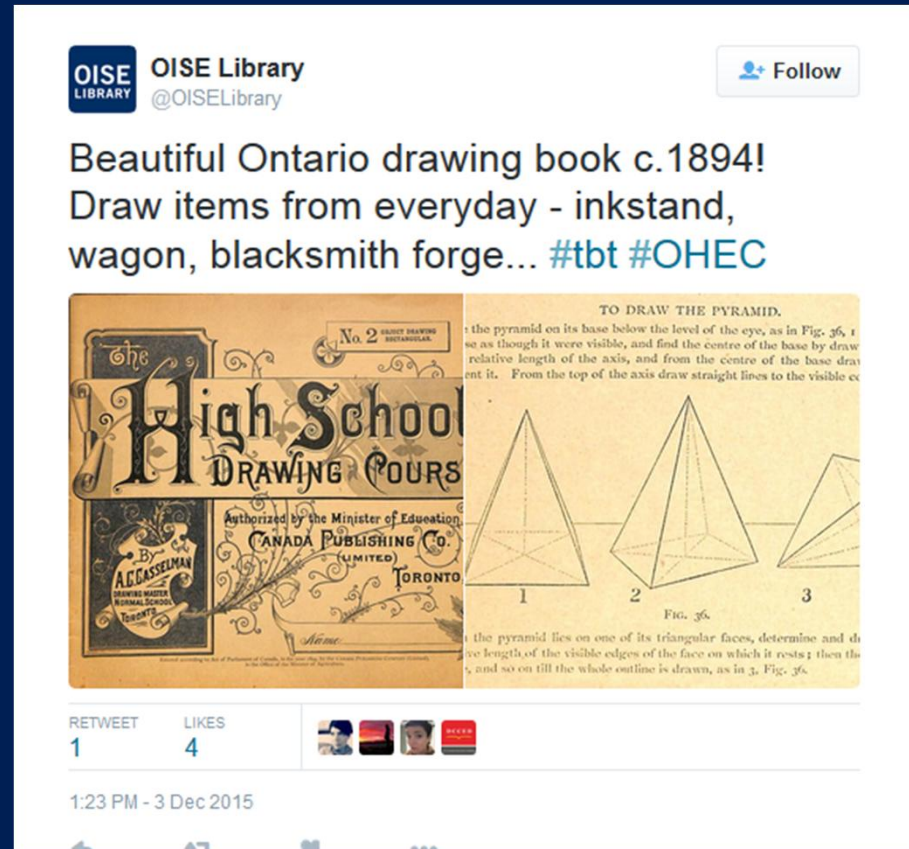 OISE
LIBRARY
OISE Library
@OISELibrary
Follow
Beautiful Ontario drawing book c.1894!
Draw items from everyday - inkstand,
wagon, blacksmith forge... #tbt #OHEC
The
No. 2 OBJECT DRAWING
RECTANGULAR.
High School
DRAWING COURS
Authorized by the Minister of Education
CANADA PUBLISHING CO.
(LIMITED)
TORONTO
By
A.C. CASSELMAN
DRAWING MASTER
NORMAL SCHOOL
TORONTO
Name
TO DRAW THE PYRAMID.
the pyramid on its base below the level of the eye, as in Fig. 36, 1
se as though it were visible, and find the centre of the base by draw
relative length of the axis, and from the centre of the base draw
ent it. From the top of the axis draw straight lines to the visible co
1
2
3
FIG. 36.
the pyramid lies on one of its triangular faces, determine and d
ve length of the visible edges of the face on which it rests; then th
, and so on till the whole outline is drawn, as in 3, Fig. 36.
RETWEET
1
LIKES
4
1:23 PM - 3 Dec 2015